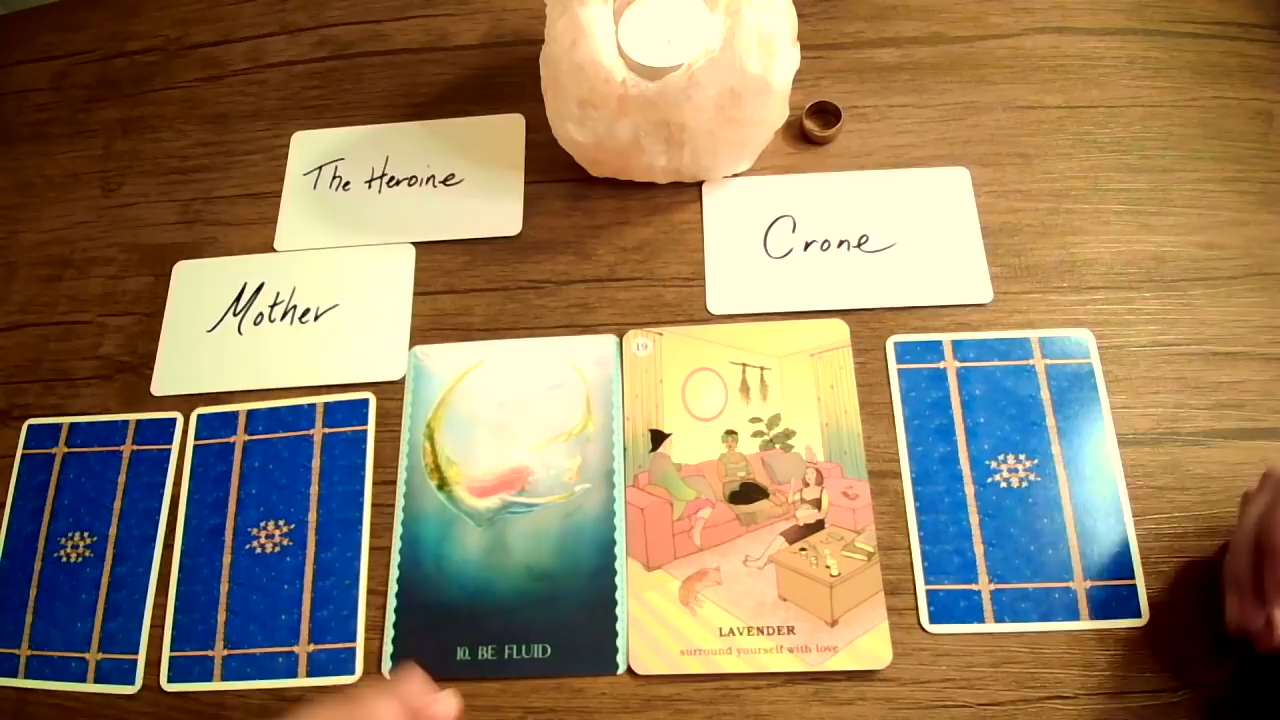 The Heroine
Crone
Mother
19
10. BE FLUID
LAVENDER
surround yourself with love